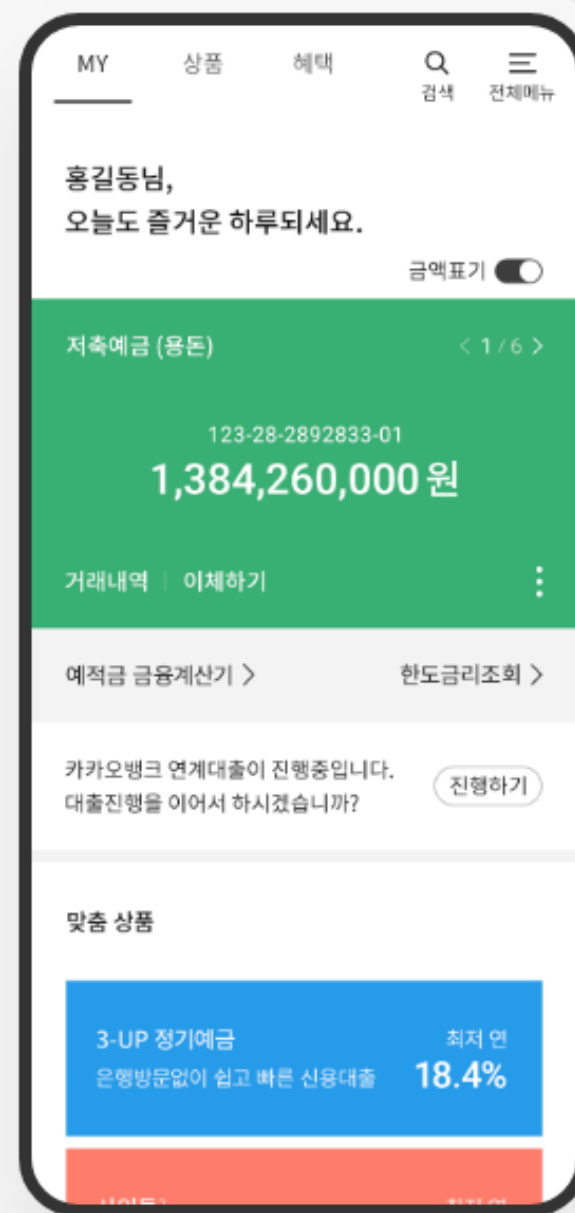 MY 상품 혜택 검색 전체메뉴
홍길동님,
오늘도 즐거운 하루되세요.
금액표기
저축예금 (용돈) < 1 / 6 >
123-28-2892833-01
1,384,260,000 원
거래내역 | 이체하기
예적금 금융계산기 > 한도금리조회 >
카카오뱅크 연계대출이 진행중입니다.
대출진행을 이어서 하시겠습니까?
진행하기
맞춤 상품
3-UP 정기예금 최저 연
은행방문없이 쉽고 빠른 신용대출 18.4%
최저 연